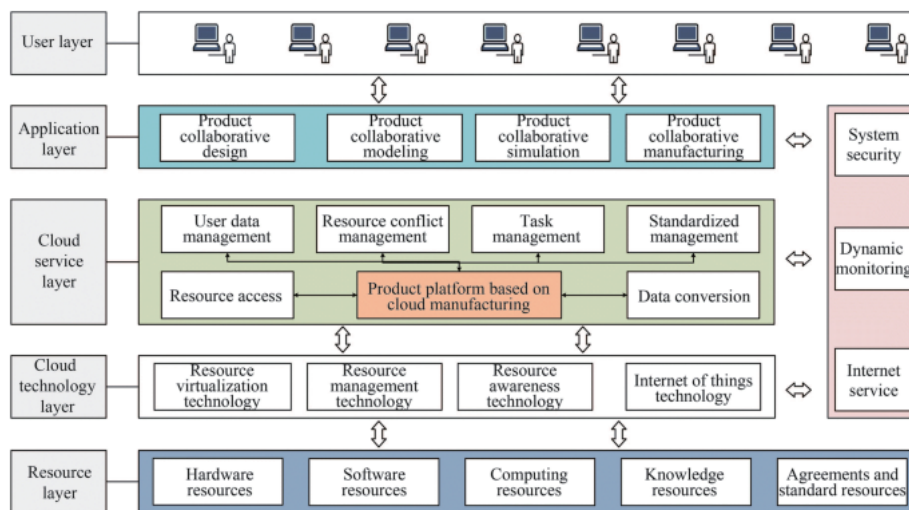 User layer
Application
layer
Product
collaborative
design
Product
collaborative
modeling
Product
collaborative
simulation
Product
collaborative
manufacturing
System
security
Cloud
service
layer
User data
management
Resource conflict
management
Task
management
Standardized
management
Resource access
Product platform based on
cloud manufacturing
Data conversion
Dynamic
monitoring
Cloud
technology
layer
Resource
virtualization
technology
Resource
management
technology
Resource
awareness
technology
Internet of things
technology
Internet
service
Resource
layer
Hardware
resources
Software
resources
Computing
resources
Knowledge
resources
Agreements and
standard resources